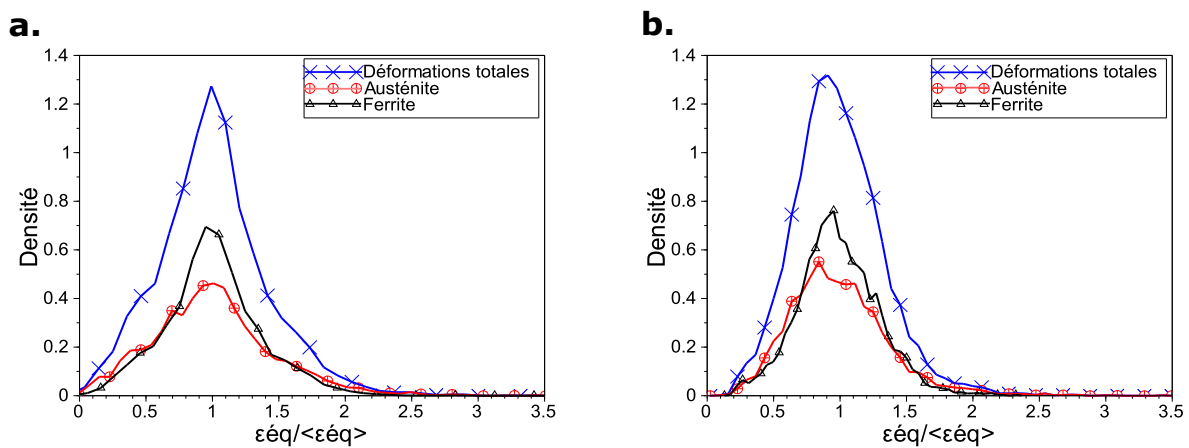 a.
1.4
1.2
1
0.8
0.6
0.4
0.2
0
Densité
Déformations totales
Austénite
Ferrite
0 0.5 1 1.5 2 2.5 3 3.5
εéq/<εéq>
b.
1.4
1.2
1
0.8
0.6
0.4
0.2
0
Densité
Déformations totales
Austénite
Ferrite
0 0.5 1 1.5 2 2.5 3 3.5
εéq/<εéq>